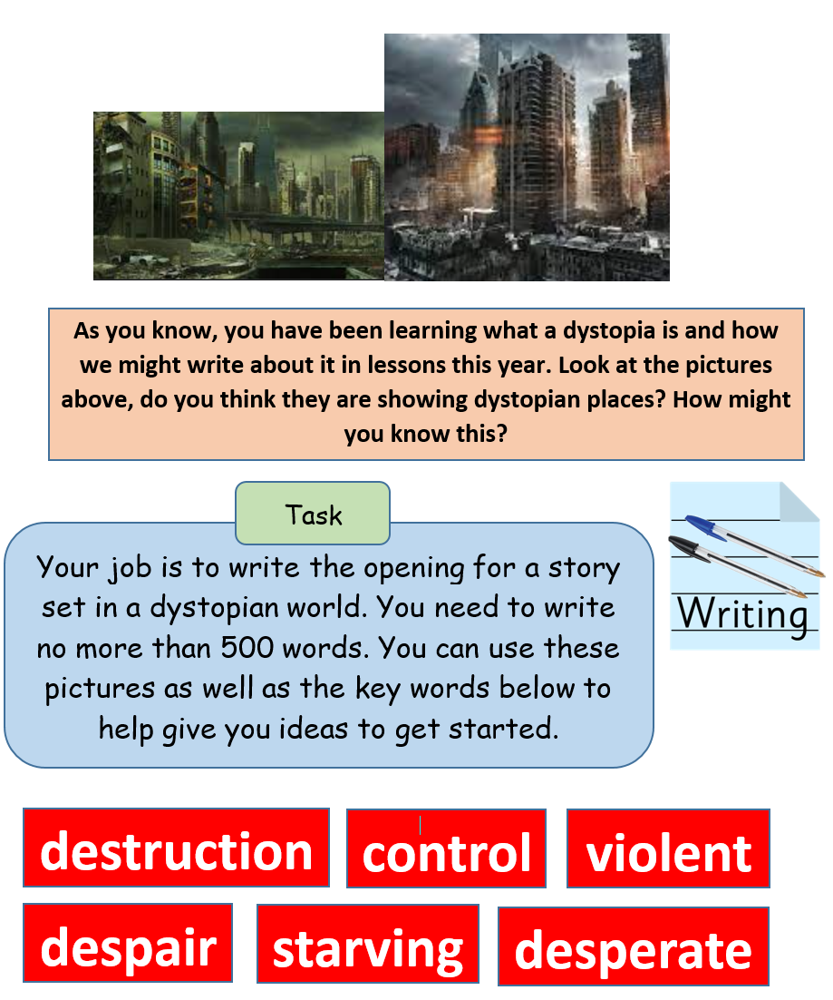 As you know, you have been learning what a dystopia is and how
we might write about it in lessons this year. Look at the pictures
above, do you think they are showing dystopian places? How might
you know this?
Task
Your job is to write the opening for a story
set in a dystopian world. You need to write
no more than 500 words. You can use these
pictures as well as the key words below to
help give you ideas to get started.
Writing
destruction control violent
despair starving desperate